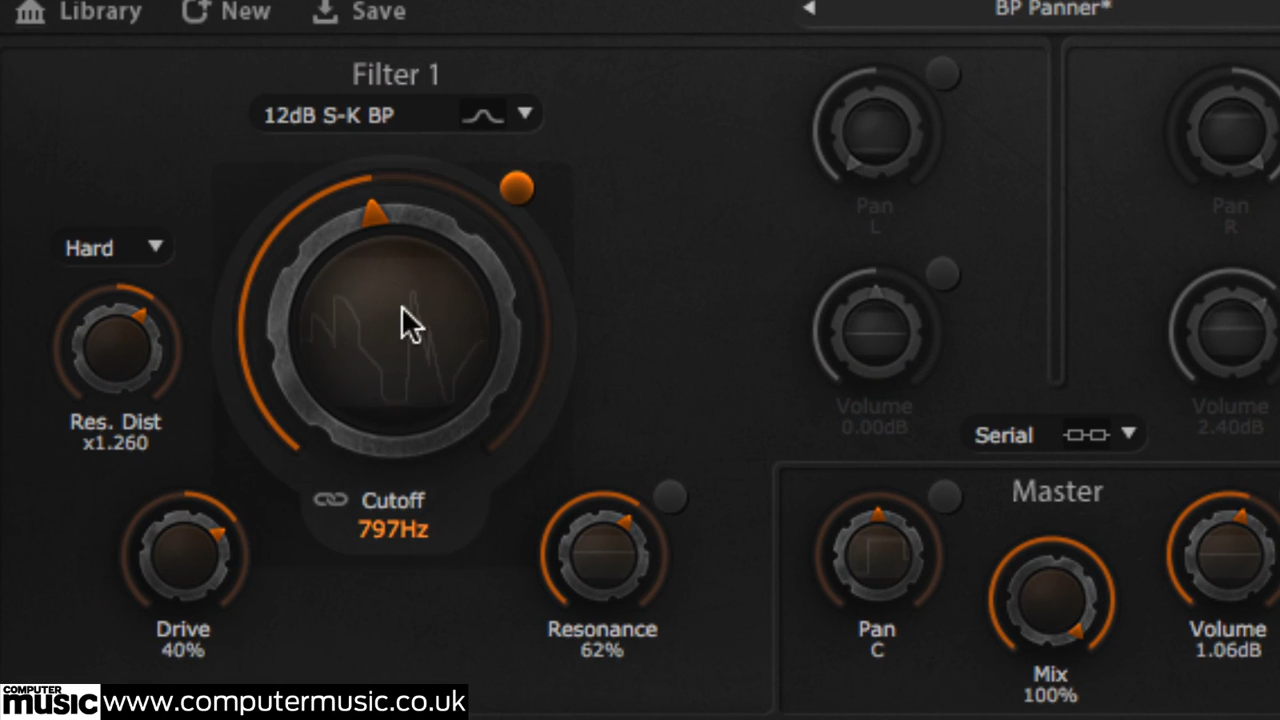 Library
New
Save
BP Panner*
Filter 1
12dB S-K BP
Hard
Res. Dist
x1.260
Cutoff
797Hz
Drive
40%
Resonance
62%
Pan
L
Pan
R
Volume
0.00dB
Volume
2.40dB
Serial
Master
Pan
C
Mix
100%
Volume
1.06dB
COMPUTER
music
www.computermusic.co.uk